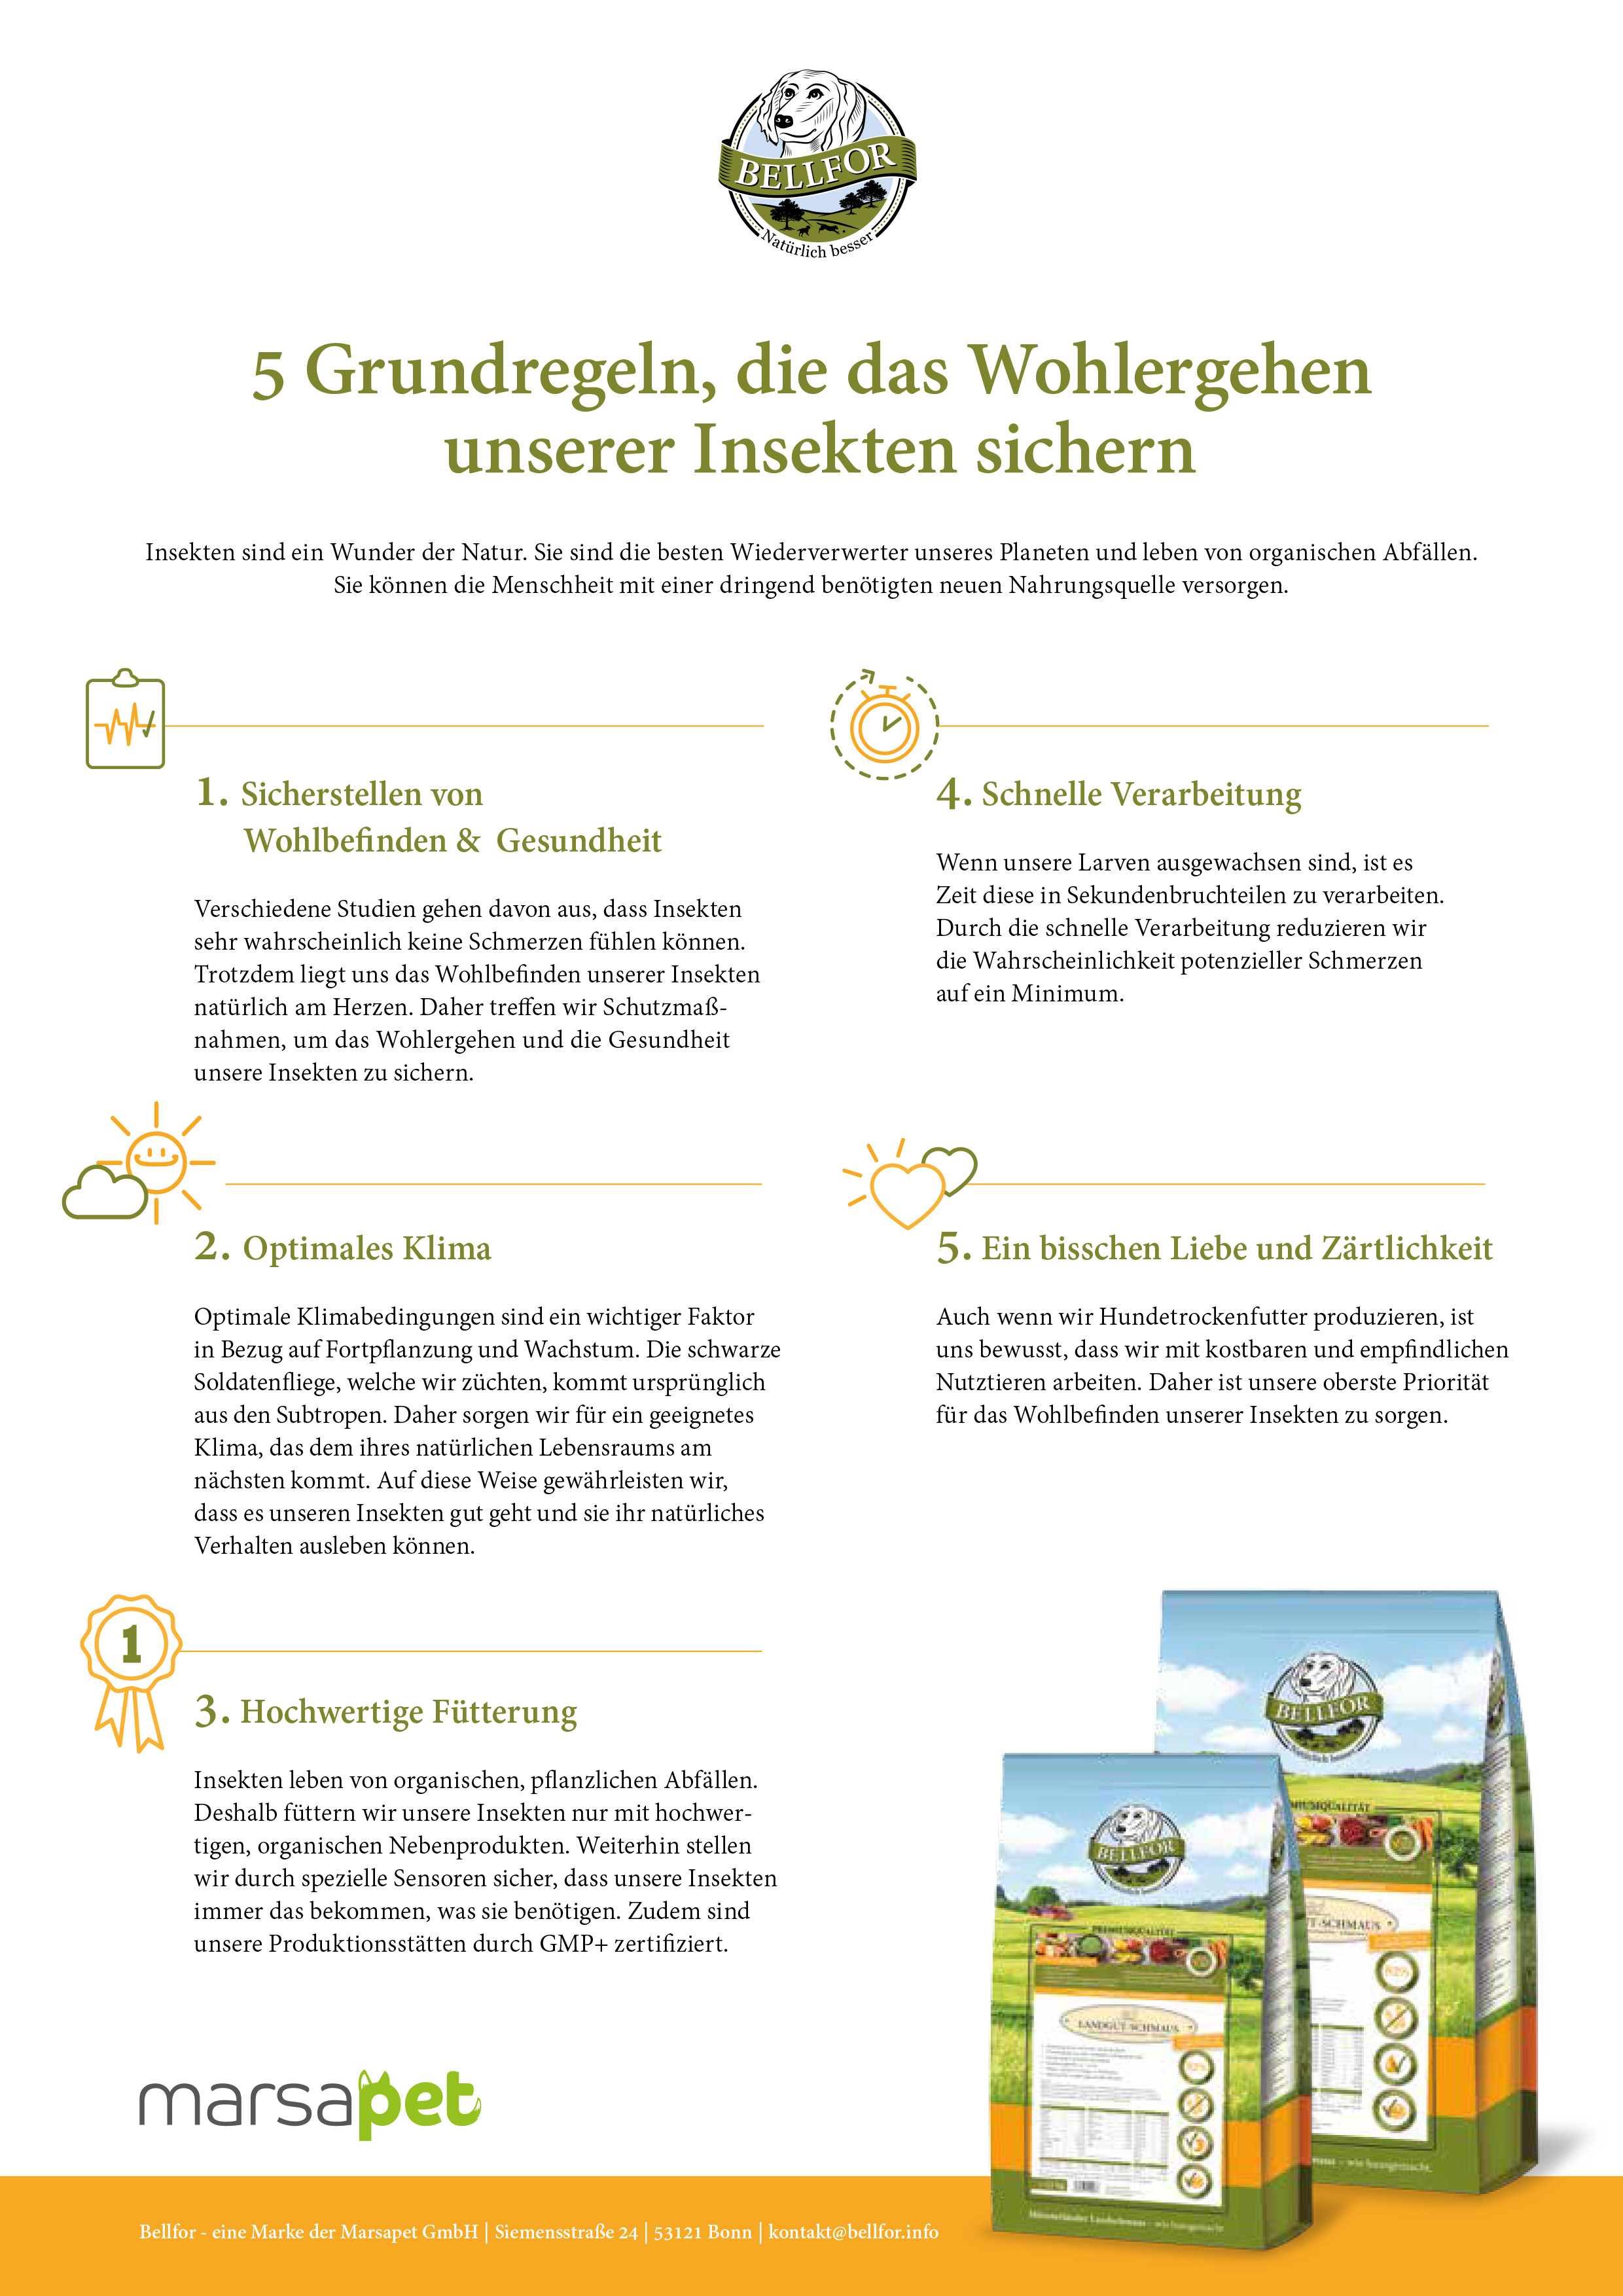 BELLFOR
Natürlich besser
5 Grundregeln, die das Wohlergehen
unserer Insekten sichern
Insekten sind ein Wunder der Natur. Sie sind die besten Wiederverwerter unseres Planeten und leben von organischen Abfällen.
Sie können die Menschheit mit einer dringend benötigten neuen Nahrungsquelle versorgen.
1. Sicherstellen von
Wohlbefinden & Gesundheit
Verschiedene Studien gehen davon aus, dass Insekten
sehr wahrscheinlich keine Schmerzen fühlen können.
Trotzdem liegt uns das Wohlbefinden unserer Insekten
natürlich am Herzen. Daher treffen wir Schutzmaß-
nahmen, um das Wohlergehen und die Gesundheit
unsere Insekten zu sichern.
2. Optimales Klima
Optimale Klimabedingungen sind ein wichtiger Faktor
in Bezug auf Fortpflanzung und Wachstum. Die schwarze
Soldatenfliege, welche wir züchten, kommt ursprünglich
aus den Subtropen. Daher sorgen wir für ein geeignetes
Klima, das dem ihres natürlichen Lebensraums am
nächsten kommt. Auf diese Weise gewährleisten wir,
dass es unseren Insekten gut geht und sie ihr natürliches
Verhalten ausleben können.
1
3. Hochwertige Fütterung
Insekten leben von organischen, pflanzlichen Abfällen.
Deshalb füttern wir unsere Insekten nur mit hochwer-
tigen, organischen Nebenprodukten. Weiterhin stellen
wir durch spezielle Sensoren sicher, dass unsere Insekten
immer das bekommen, was sie benötigen. Zudem sind
unsere Produktionsstätten durch GMP+ zertifiziert.
4. Schnelle Verarbeitung
Wenn unsere Larven ausgewachsen sind, ist es
Zeit diese in Sekundenbruchteilen zu verarbeiten.
Durch die schnelle Verarbeitung reduzieren wir
die Wahrscheinlichkeit potenzieller Schmerzen
auf ein Minimum.
5. Ein bisschen Liebe und Zärtlichkeit
Auch wenn wir Hundetrockenfutter produzieren, ist
uns bewusst, dass wir mit kostbaren und empfindlichen
Nutztieren arbeiten. Daher ist unsere oberste Priorität
für das Wohlbefinden unserer Insekten zu sorgen.
BELLFOR
Natürlich besser
MIUMQUALITÄT
T-SCHMAUS
82%
BELLFOR
PREMIUMQUALITÄT
LANDGUT-SCHMAUS
82%
marsapet
Bellfor - eine Marke der Marsapet GmbH | Siemensstraße 24 | 53121 Bonn | kontakt@bellfor.info